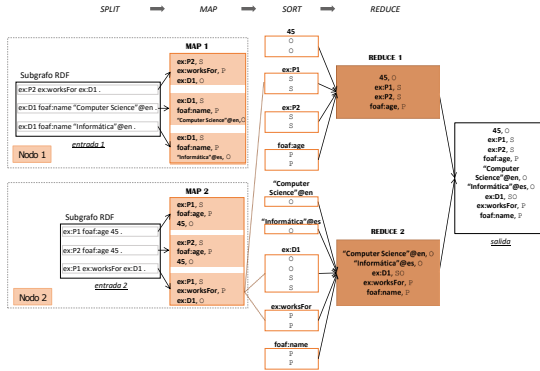 SPLIT MAP SORT REDUCE
MAP 1
Subgrafo RDF
ex:P2 ex:worksFor ex:D1 .
ex:D1 foaf:name "Computer Science"@en .
ex:D1 foaf:name "Informática"@en .
entrada 1
Nodo 1
ex:P2, S
ex:worksFor, P
ex:D1, O
ex:D1, S
foaf:name, P
"Computer Science"@en, O
ex:D1, S
foaf:name, P
"Informática"@es, O
MAP 2
Subgrafo RDF
ex:P1 foaf:age 45 .
ex:P2 foaf:age 45 .
ex:P1 ex:worksFor ex:D1 .
entrada 2
Nodo 2
ex:P1, S
foaf:age, P
45, O
ex:P2, S
foaf:age, P
45, O
ex:P1, S
ex:worksFor, P
ex:D1, O
45
O
O
ex:P1
S
S
ex:P2
S
S
foaf:age
P
P
"Computer
Science"@en
O
"Informática"@es
O
ex:D1
O
O
S
S
ex:worksFor
P
P
foaf:name
P
P
REDUCE 1
45, O
ex:P1, S
ex:P2, S
foaf:age, P
REDUCE 2
"Computer Science"@en, O
"Informática"@es, O
ex:D1, SO
ex:worksFor, P
foaf:name, P
45, O
ex:P1, S
ex:P2, S
foaf:age, P
"Computer
Science"@en, O
"Informática"@es, O
ex:D1, SO
ex:worksFor, P
foaf:name, P
salida